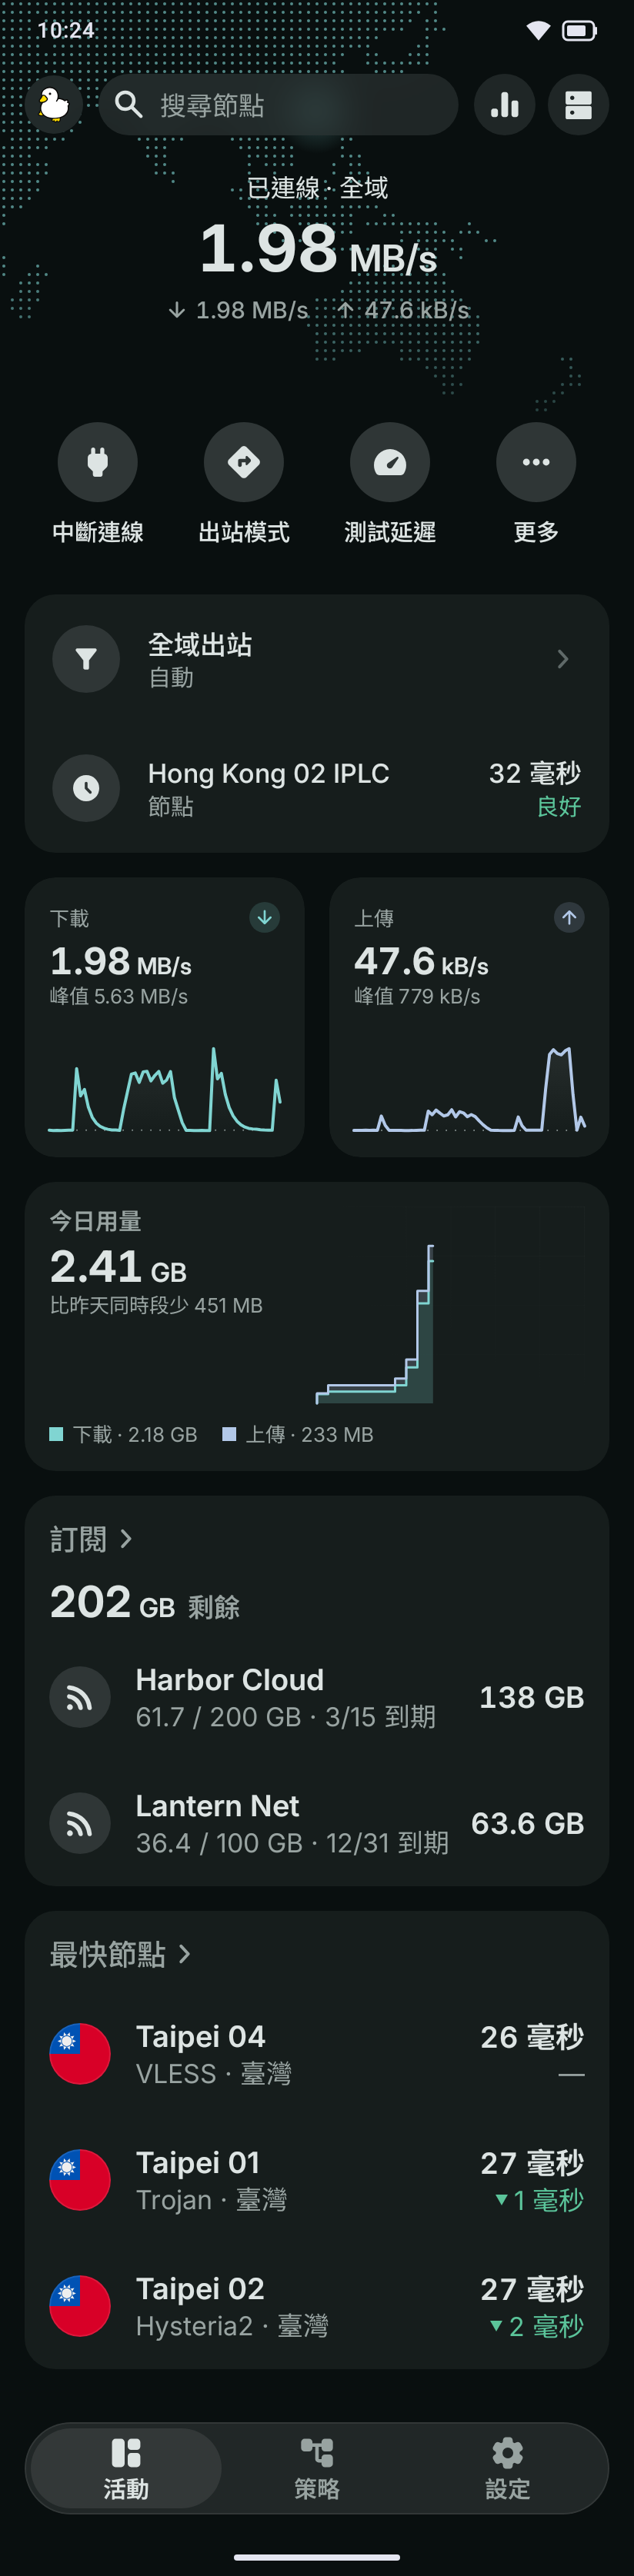 10:24
搜尋節點
已連線 · 全域
1.98 MB/s
↓ 1.98 MB/s ↑ 47.6 kB/s
中斷連線 出站模式 測試延遲 更多
全域出站
自動
Hong Kong 02 IPLC 32 毫秒
節點 良好
下載
1.98 MB/s
峰值 5.63 MB/s
上傳
47.6 kB/s
峰值 779 kB/s
今日用量
2.41 GB
比昨天同時段少 451 MB
下載 · 2.18 GB 上傳 · 233 MB
訂閱
202 GB 剩餘
Harbor Cloud 138 GB
61.7 / 200 GB · 3/15 到期
Lantern Net 63.6 GB
36.4 / 100 GB · 12/31 到期
最快節點
Taipei 04 26 毫秒
VLESS · 臺灣 —
Taipei 01 27 毫秒
Trojan · 臺灣 ▼1 毫秒
Taipei 02 27 毫秒
Hysteria2 · 臺灣 ▼2 毫秒
活動 策略 設定